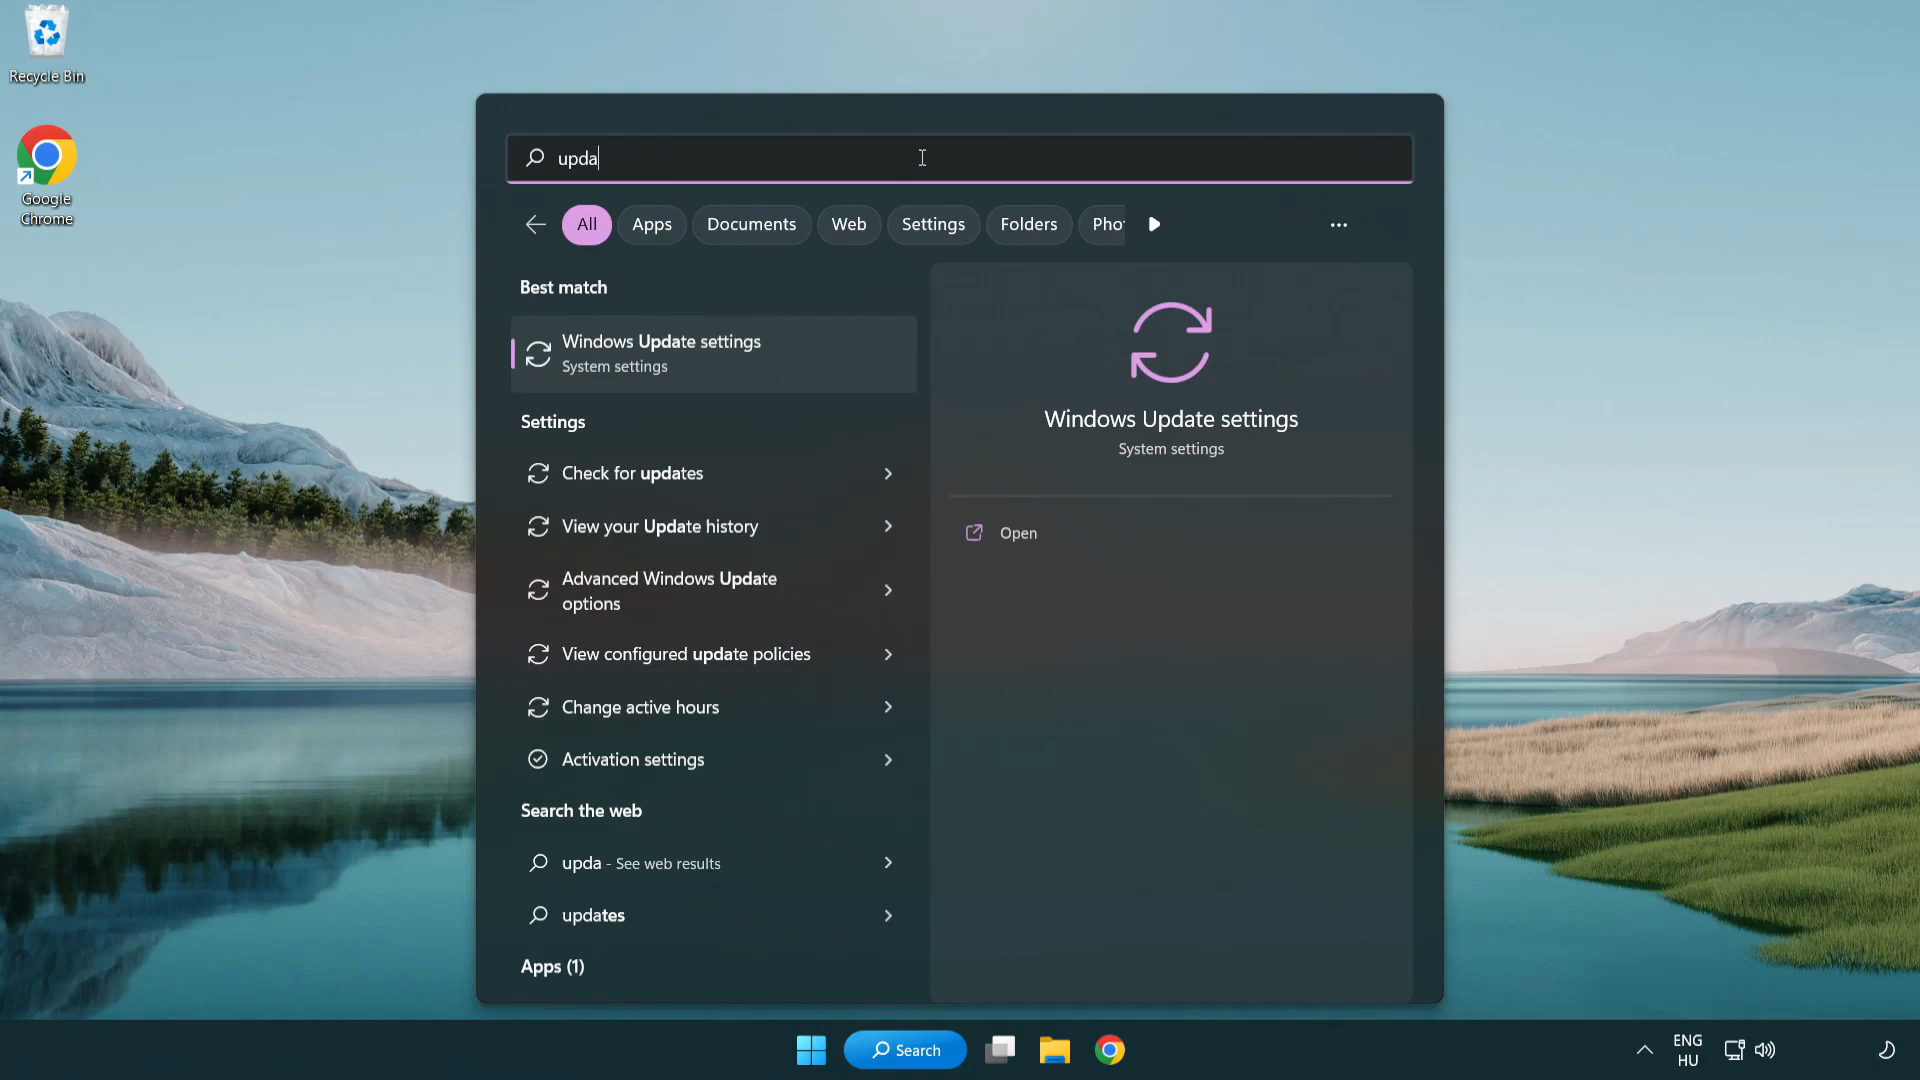 Recycle Bin
Google
Chrome
upda
All
Apps
Documents
Web
Settings
Folders
Pho
Best match
Windows Update settings
System settings
Settings
Check for updates
View your Update history
Advanced Windows Update
options
View configured update policies
Change active hours
Activation settings
Search the web
upda - See web results
updates
Apps (1)
Windows Update settings
System settings
Open
Search
ENG
HU